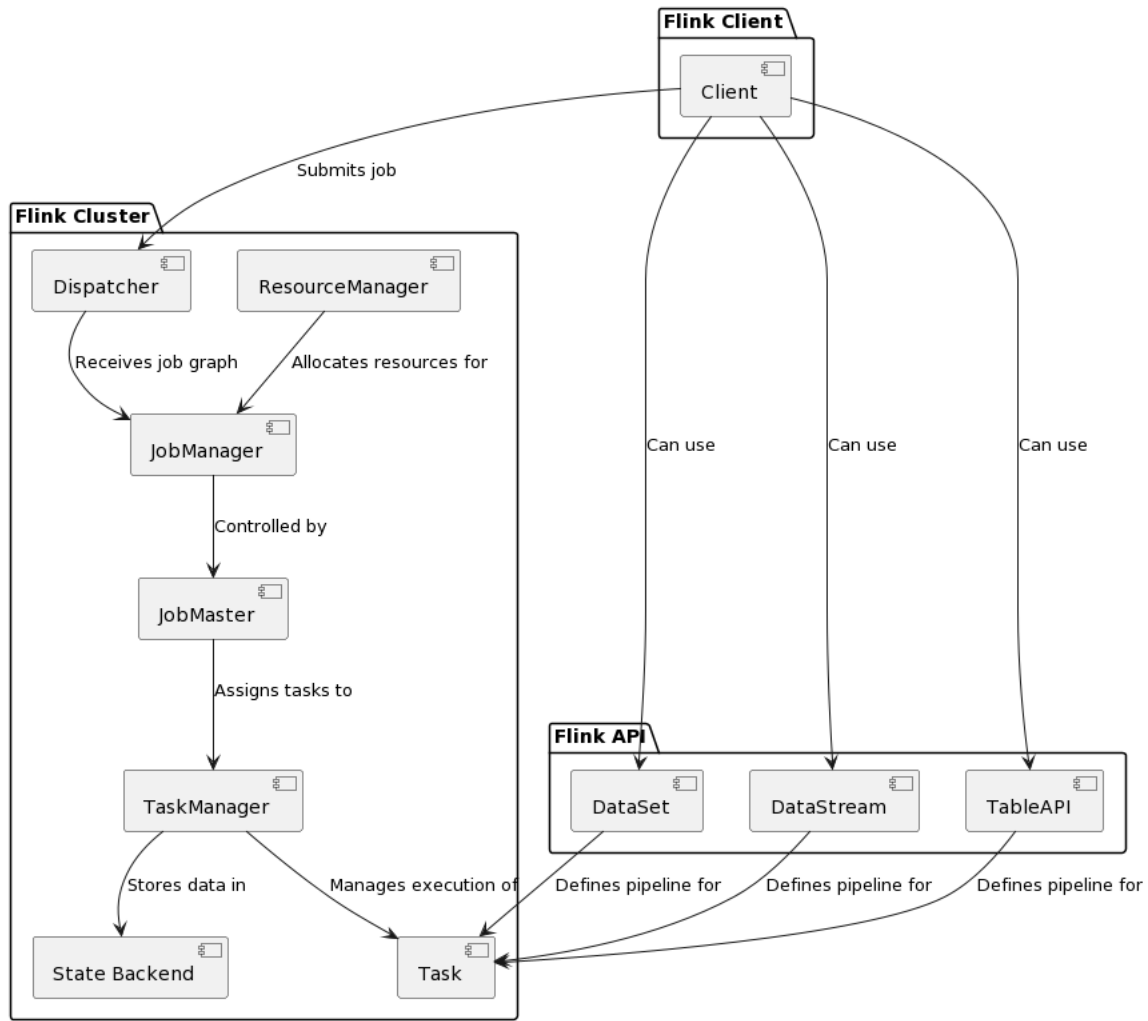 Flink Client
Client
Submits job
Flink Cluster
Dispatcher
ResourceManager
Receives job graph
Allocates resources for
JobManager
Can use
Can use
Can use
Controlled by
JobMaster
Assigns tasks to
Flink API
TaskManager
DataSet
DataStream
TableAPI
Stores data in
Manages execution of
Defines pipeline for
Defines pipeline for
Defines pipeline for
State Backend
Task